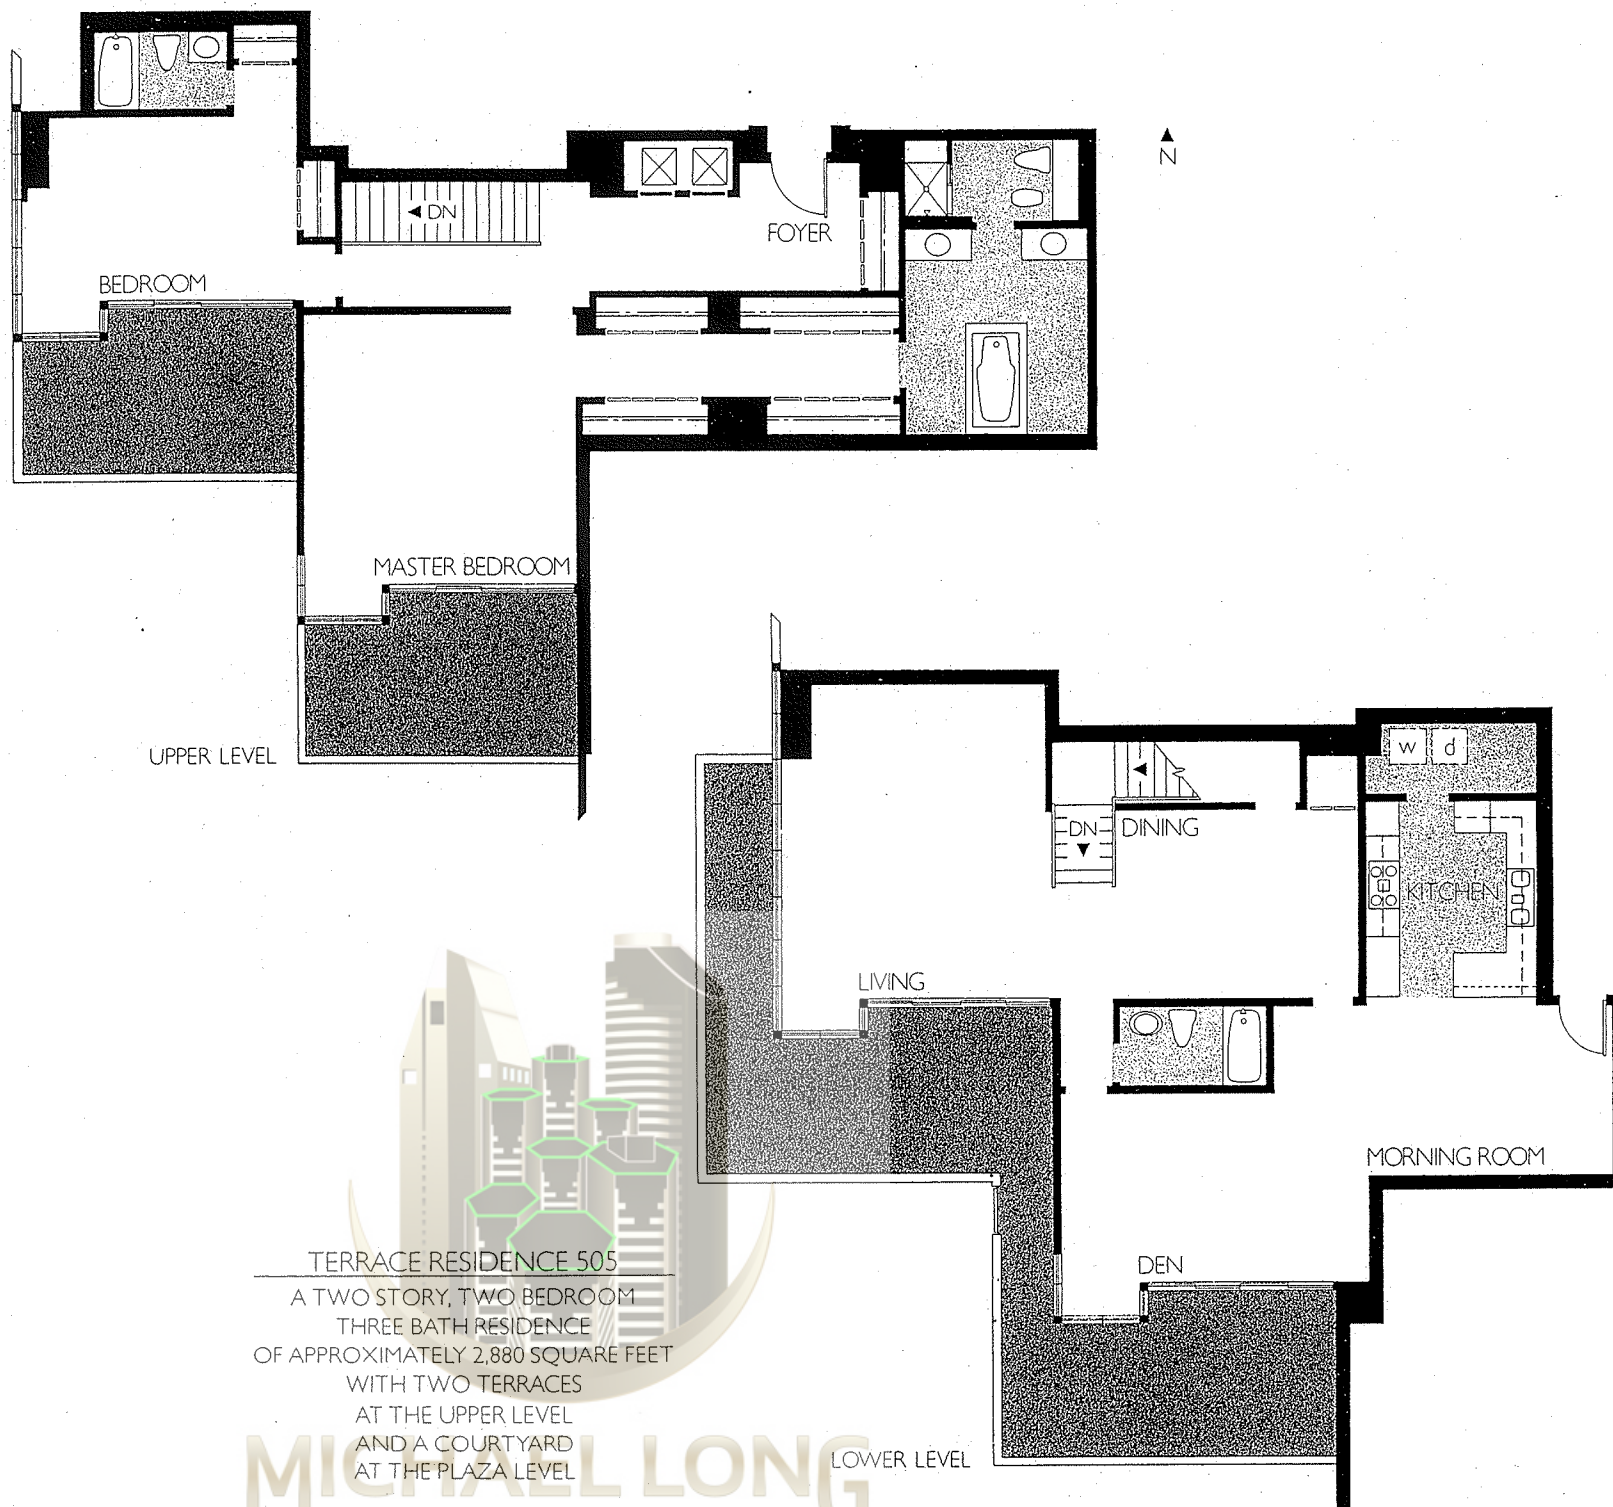 N
DN
FOYER
BEDROOM
MASTER BEDROOM
UPPER LEVEL
w d
DN
DINING
KITCHEN
LIVING
MORNING ROOM
DEN
TERRACE RESIDENCE 505
A TWO STORY, TWO BEDROOM
THREE BATH RESIDENCE
OF APPROXIMATELY 2,880 SQUARE FEET
WITH TWO TERRACES
AT THE UPPER LEVEL
AND A COURTYARD
AT THE PLAZA LEVEL
MICHAEL LONG
LOWER LEVEL